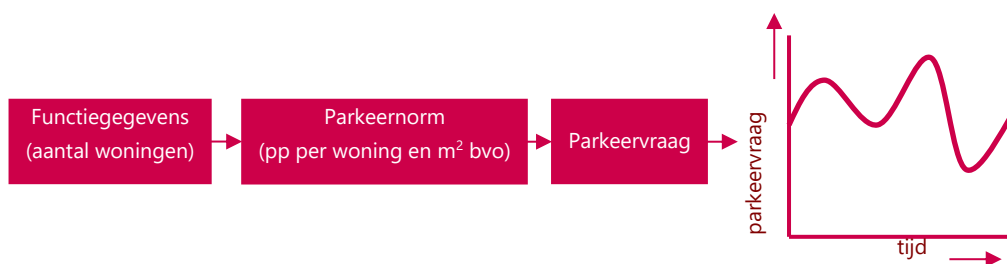 Functiegegevens
(aantal woningen)
Parkeernorm
(pp per woning en m² bvo)
Parkeervraag
parkeervraag
tijd